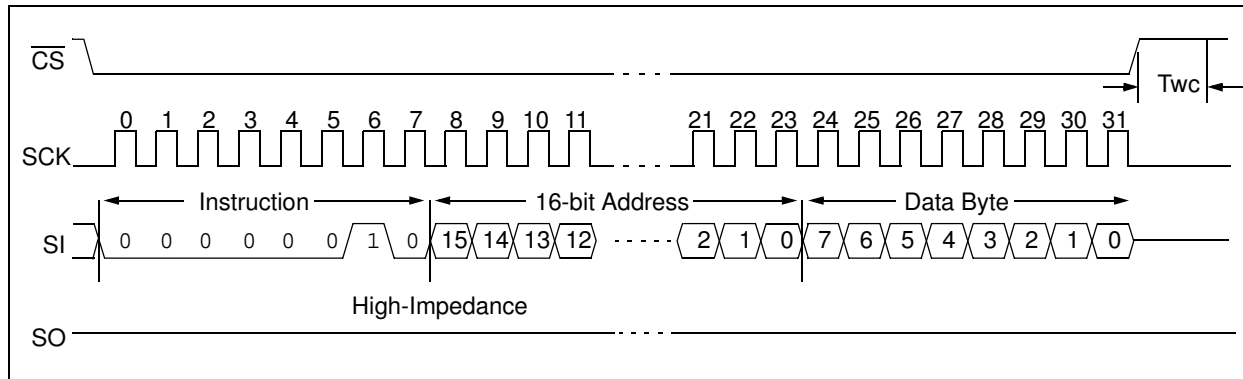 CS
Twc
0 1 2 3 4 5 6 7 8 9 10 11 21 22 23 24 25 26 27 28 29 30 31
SCK
Instruction 16-bit Address Data Byte
SI 0 0 0 0 0 0 1 0 15 14 13 12 2 1 0 7 6 5 4 3 2 1 0
High-Impedance
SO